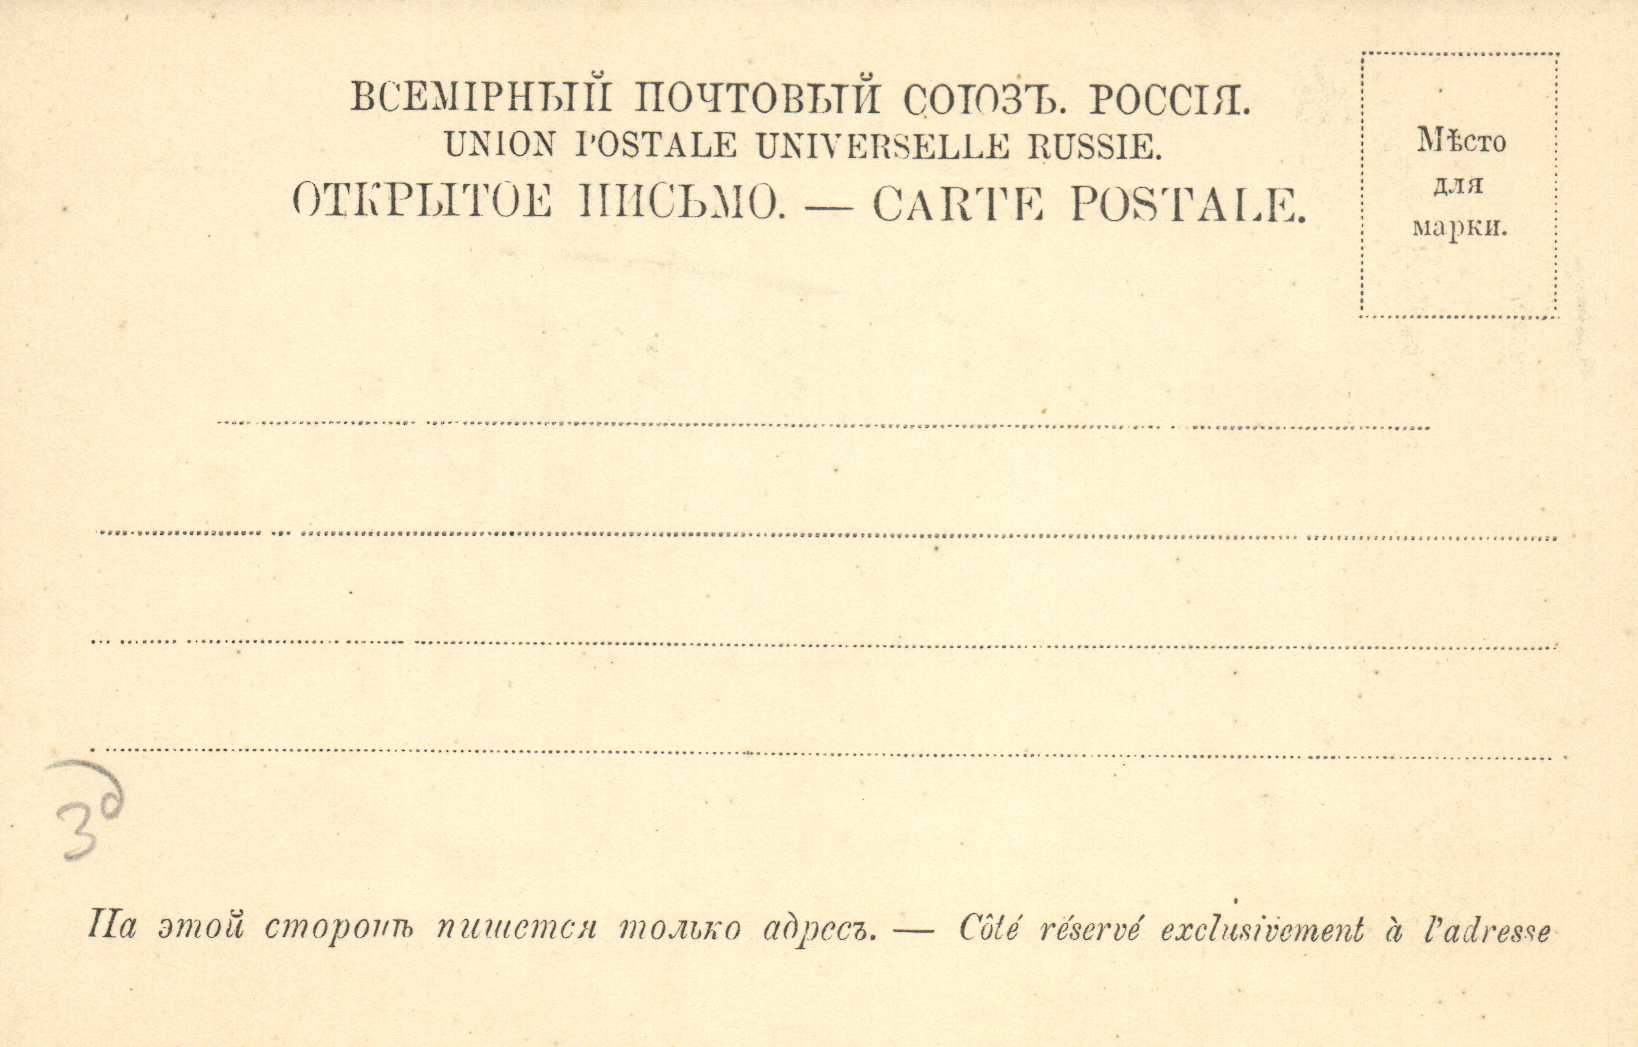 ВСЕМІРНЫЙ ПОЧТОВЫЙ СОЮЗЪ. РОССІЯ.
UNION POSTALE UNIVERSELLE RUSSIE.
ОТКРЫТОЕ ПИСЬМО. — CARTE POSTALE.
Мѣсто
для
марки.
3д
На этой сторонѣ пишется только адресъ. — Côté réservé exclusivement à l'adresse